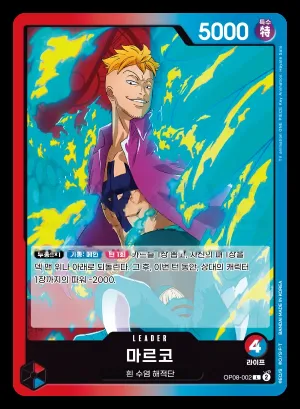 5000
특수
特
두웅!!×1 기동: 메인 턴 1회 카드를 1장 뽑고, 자신의 패 1장을
덱 맨 위나 아래로 되돌린다. 그 후, 이번 턴 동안, 상대의 캐릭터
1장까지의 파워 -2000.
LEADER
마르코
흰 수염 해적단
4
라이프
OP08-002 L